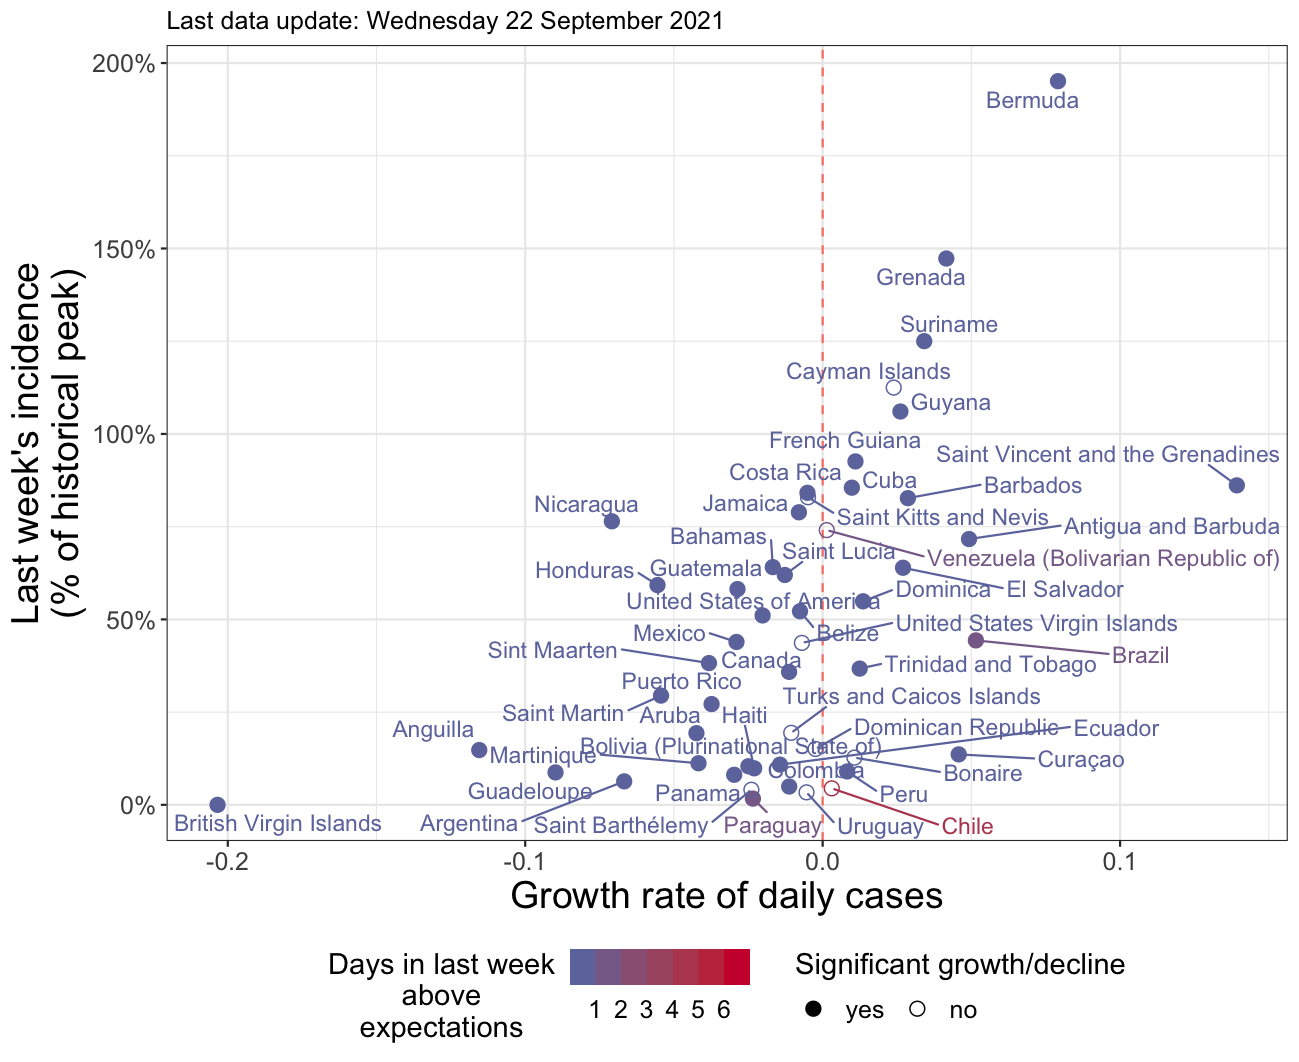 Last data update: Wednesday 22 September 2021
200%
Bermuda
150%
Grenada
Suriname
Cayman Islands
Guyana
100%
French Guiana
Saint Vincent and the Grenadines
Costa Rica
Cuba
Barbados
Nicaragua
Jamaica
Saint Kitts and Nevis
Antigua and Barbuda
Bahamas
Saint Lucia
Venezuela (Bolivarian Republic of)
Honduras
Guatemala
Dominica
El Salvador
United States of America
50%
United States Virgin Islands
Mexico
Belize
Sint Maarten
Canada
Brazil
Trinidad and Tobago
Puerto Rico
Turks and Caicos Islands
Saint Martin
Aruba
Haiti
Anguilla
Dominican Republic
Ecuador
Martinique
Bolivia (Plurinational State of)
Curaçao
Colombia
Bonaire
Guadeloupe
Panama
Peru
0%
British Virgin Islands
Argentina
Saint Barthélemy
Paraguay
Uruguay
Chile
-0.2
-0.1
0.0
0.1
Last week's incidence
(% of historical peak)
Growth rate of daily cases
Days in last week
above
expectations
1 2 3 4 5 6
Significant growth/decline
yes
no